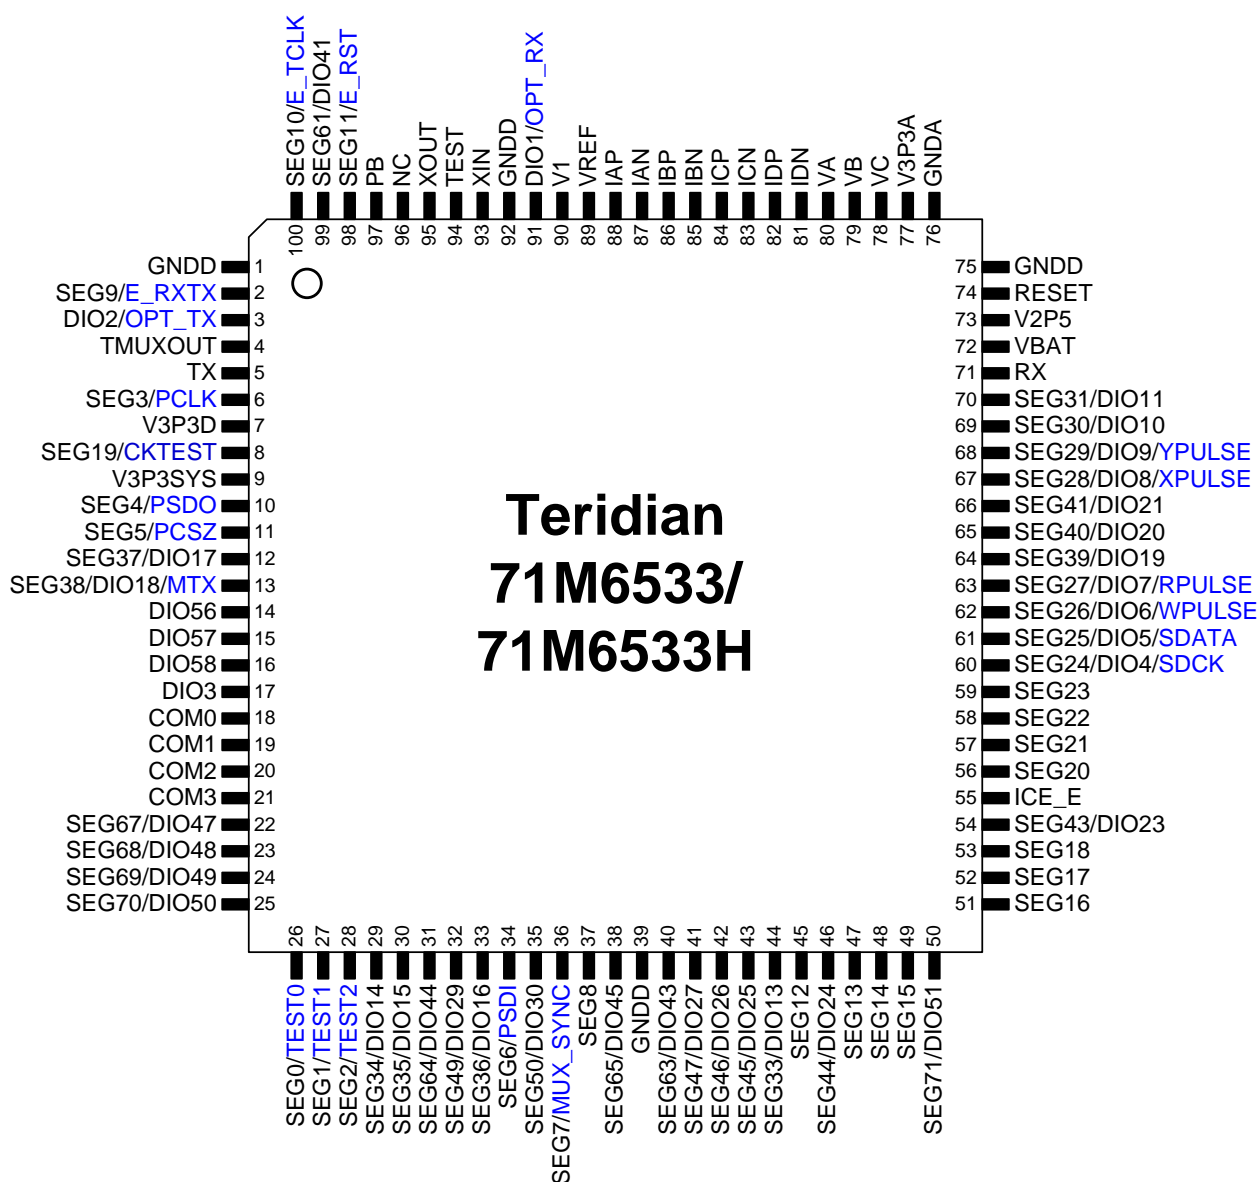 SEG10/E_TCLK
SEG61/DIO41
SEG11/E_RST
PB
NC
XOUT
TEST
XIN
GNDD
DIO1/OPT_RX
V1
VREF
IAP
IAN
IBP
IBN
ICP
ICN
IDP
IDN
VA
VB
VC
V3P3A
GNDA
100
99
98
97
96
95
94
93
92
91
90
89
88
87
86
85
84
83
82
81
80
79
78
77
76
GNDD 1
SEG9/E_RXTX 2
DIO2/OPT_TX 3
TMUXOUT 4
TX 5
SEG3/PCLK 6
V3P3D 7
SEG19/CKTEST 8
V3P3SYS 9
SEG4/PSDO 10
SEG5/PCSZ 11
SEG37/DIO17 12
SEG38/DIO18/MTX 13
DIO56 14
DIO57 15
DIO58 16
DIO3 17
COM0 18
COM1 19
COM2 20
COM3 21
SEG67/DIO47 22
SEG68/DIO48 23
SEG69/DIO49 24
SEG70/DIO50 25
Teridian
71M6533/
71M6533H
75 GNDD
74 RESET
73 V2P5
72 VBAT
71 RX
70 SEG31/DIO11
69 SEG30/DIO10
68 SEG29/DIO9/YPULSE
67 SEG28/DIO8/XPULSE
66 SEG41/DIO21
65 SEG40/DIO20
64 SEG39/DIO19
63 SEG27/DIO7/RPULSE
62 SEG26/DIO6/WPULSE
61 SEG25/DIO5/SDATA
60 SEG24/DIO4/SDCK
59 SEG23
58 SEG22
57 SEG21
56 SEG20
55 ICE_E
54 SEG43/DIO23
53 SEG18
52 SEG17
51 SEG16
26
27
28
29
30
31
32
33
34
35
36
37
38
39
40
41
42
43
44
45
46
47
48
49
50
SEG0/TEST0
SEG1/TEST1
SEG2/TEST2
SEG34/DIO14
SEG35/DIO15
SEG64/DIO44
SEG49/DIO29
SEG36/DIO16
SEG6/PSDI
SEG50/DIO30
SEG7/MUX_SYNC
SEG8
SEG65/DIO45
GNDD
SEG63/DIO43
SEG47/DIO27
SEG46/DIO26
SEG45/DIO25
SEG33/DIO13
SEG12
SEG44/DIO24
SEG13
SEG14
SEG15
SEG71/DIO51